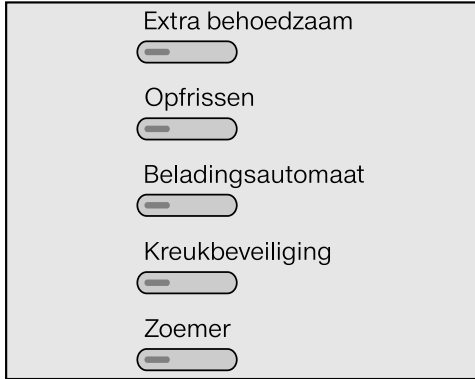 Extra behoedzaam
Opfrissen
Beladingsautomaat
Kreukbeveiliging
Zoemer